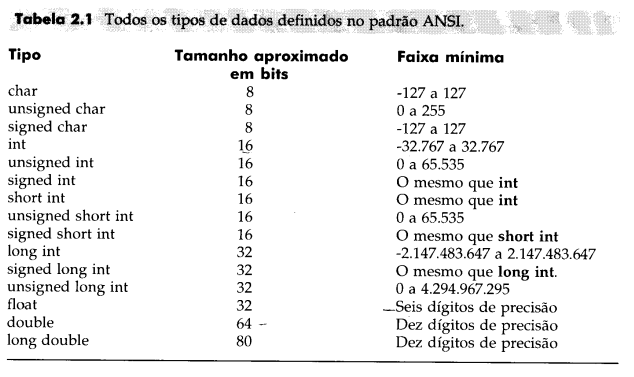 Tabela 2.1 Todos os tipos de dados definidos no padrão ANSI.
Tipo Tamanho aproximado em bits Faixa mínima
char 8 -127 a 127
unsigned char 8 0 a 255
signed char 8 -127 a 127
int 16 -32.767 a 32.767
unsigned int 16 0 a 65.535
signed int 16 O mesmo que int
short int 16 O mesmo que int
unsigned short int 16 0 a 65.535
signed short int 16 O mesmo que short int
long int 32 -2.147.483.647 a 2.147.483.647
signed long int 32 O mesmo que long int.
unsigned long int 32 0 a 4.294.967.295
float 32 Seis dígitos de precisão
double 64 Dez dígitos de precisão
long double 80 Dez dígitos de precisão